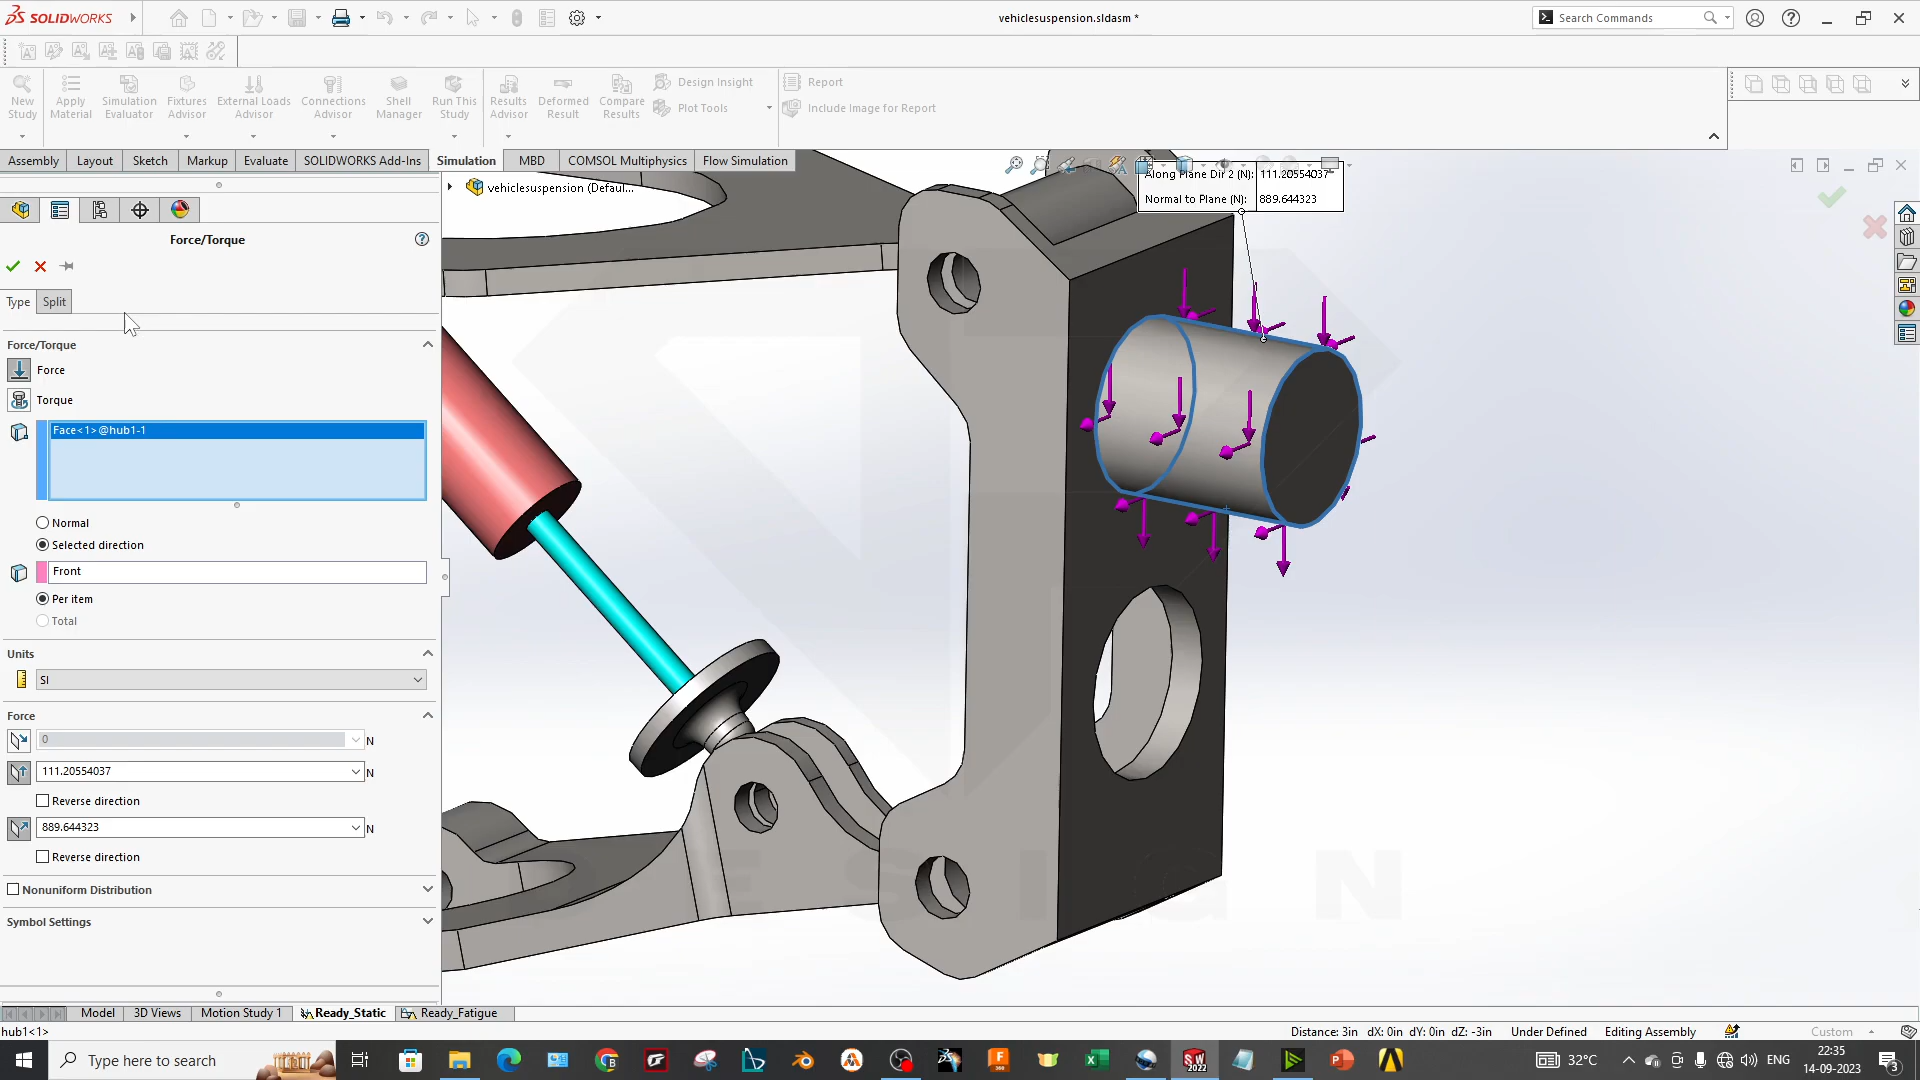 SOLIDWORKS
vehiclesuspension.sldasm *
Search Commands
New Study
Apply Material
Simulation Evaluator
Fixtures Advisor
External Loads Advisor
Connections Advisor
Shell Manager
Run This Study
Results Advisor
Deformed Result
Compare Results
Design Insight
Plot Tools
Report
Include Image for Report
Assembly
Layout
Sketch
Markup
Evaluate
SOLIDWORKS Add-Ins
Simulation
MBD
COMSOL Multiphysics
Flow Simulation
vehiclesuspension (Defaul...
Along Plane Dir 2 (N): 111.20554037
Normal to Plane (N): 889.644323
Force/Torque
Type
Split
Force/Torque
Force
Torque
Face<1>@hub1-1
Normal
Selected direction
Front
Per item
Total
Units
SI
Force
0 N
111.20554037 N
Reverse direction
889.644323 N
Reverse direction
Nonuniform Distribution
Symbol Settings
DESIGN
Model
3D Views
Motion Study 1
Ready_Static
Ready_Fatigue
hub1<1>
Distance: 3in dX: 0in dY: 0in dZ: -3in
Under Defined
Editing Assembly
Custom
Type here to search
32°C
ENG
22:35
14-09-2023
3